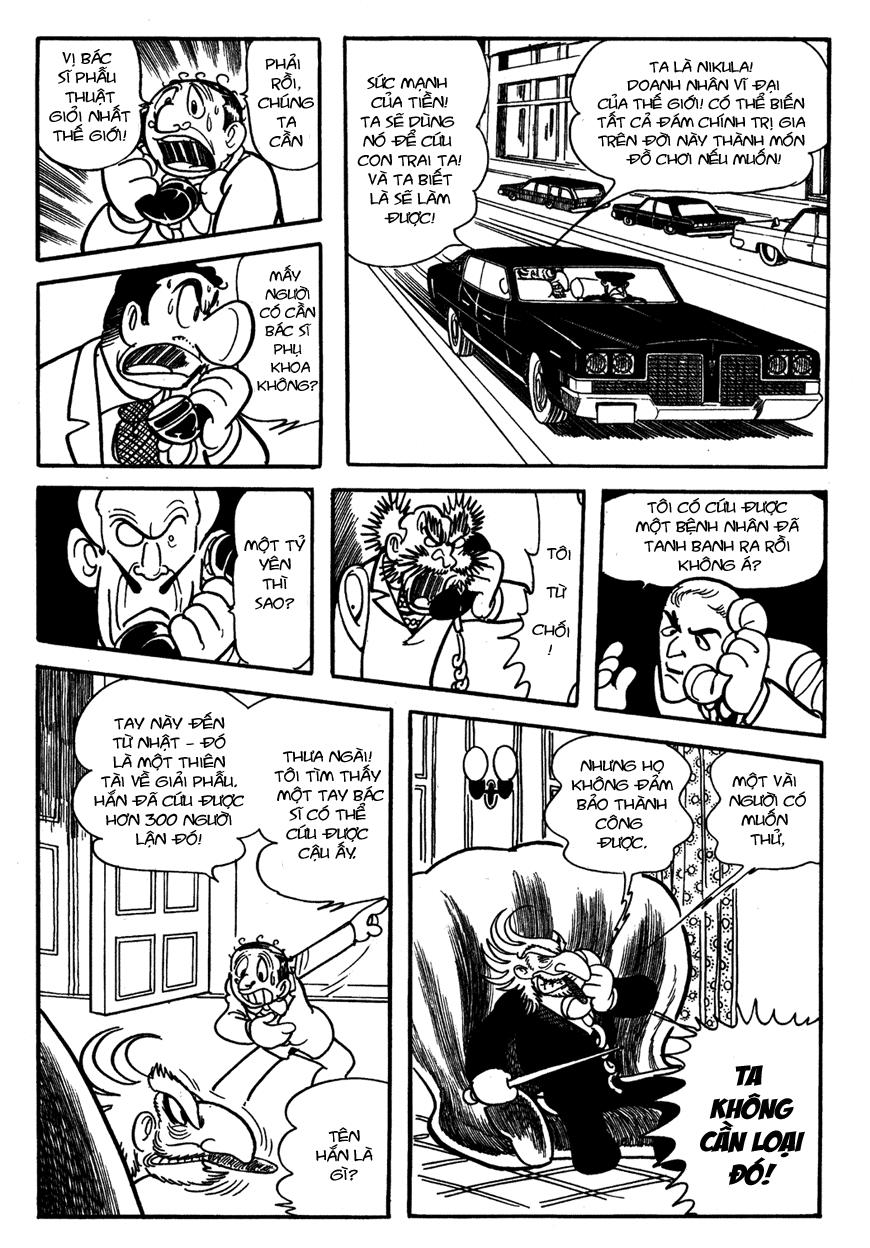 TA LÀ NIKULA!
DOANH NHÂN VĨ ĐẠI
CỦA THẾ GIỚI! CÓ THỂ BIẾN
TẤT CẢ ĐÁM CHÍNH TRỊ GIA
TRÊN ĐỜI NÀY THÀNH MÓN
ĐỒ CHƠI NẾU MUỐN!
SỨC MẠNH
CỦA TIỀN!
TA SẼ DÙNG
NÓ ĐỂ CỨU
CON TRAI TA!
VÀ TA BIẾT
LÀ SẼ LÀM
ĐƯỢC!
PHẢI
RỒI,
CHÚNG
TA
CẦN
VỊ BÁC
SĨ PHẪU
THUẬT
GIỎI NHẤT
THẾ GIỚI!
MẤY
NGƯỜI
CÓ CẦN
BÁC SĨ
PHỤ
KHOA
KHÔNG?
TÔI CÓ CỨU ĐƯỢC
MỘT BỆNH NHÂN ĐÃ
TANH BANH RA RỒI
KHÔNG Á?
TÔI
TỪ
CHỐI
!
MỘT TỶ
YÊN
THÌ
SAO?
MỘT VÀI
NGƯỜI CÓ
MUỐN
THỬ,
NHƯNG HỌ
KHÔNG ĐẢM
BẢO THÀNH
CÔNG
ĐƯỢC.
TA
KHÔNG
CẦN LOẠI
ĐÓ!
THƯA NGÀI!
TÔI TÌM THẤY
MỘT TAY BÁC
SĨ CÓ THỂ
CỨU ĐƯỢC
CẬU ẤY.
TAY NÀY ĐẾN
TỪ NHẬT - ĐÓ
LÀ MỘT THIÊN
TÀI VỀ GIẢI PHẪU.
HẮN ĐÃ CỨU ĐƯỢC
HƠN 300 NGƯỜI
LẬN ĐÓ!
TÊN
HẮN LÀ
GÌ?